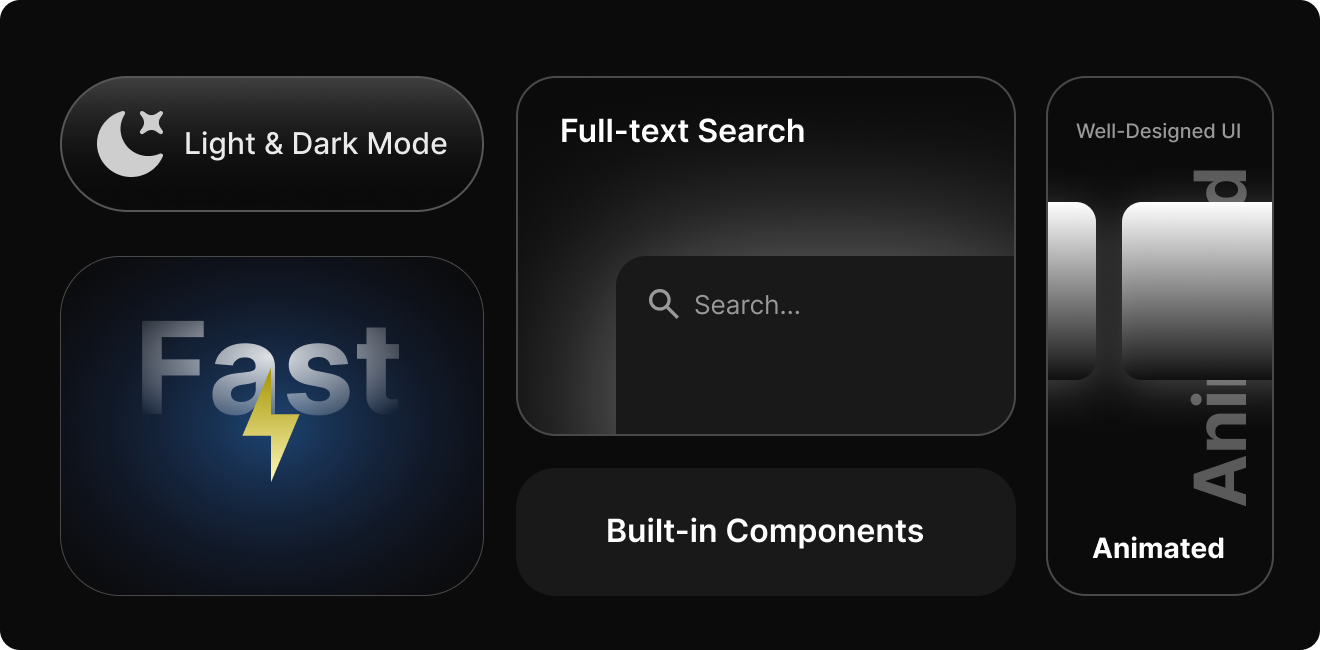 Light & Dark Mode
Fast
Full-text Search
Search...
Built-in Components
Well-Designed UI
Animated